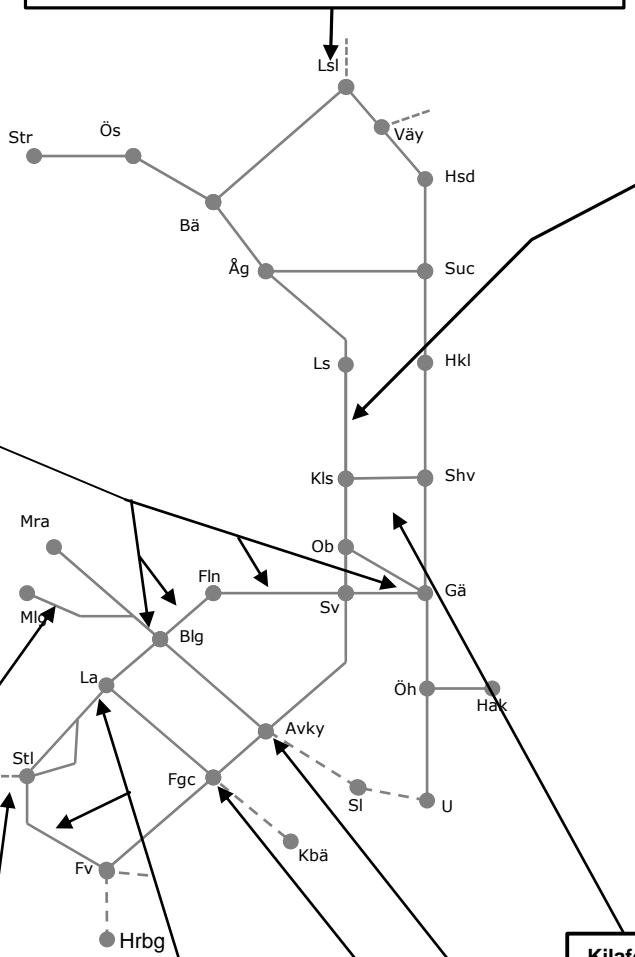 Lsl
Väy
Str
Ös
Hsd
Bä
Åg
Suc
Ls
Hkl
Kls
Shv
Mra
Ob
Fln
Gä
Mlg
Sv
Blg
La
Öh
Hak
Avky
Stl
Fgc
Sl
U
Kbä
Fv
Hrbg